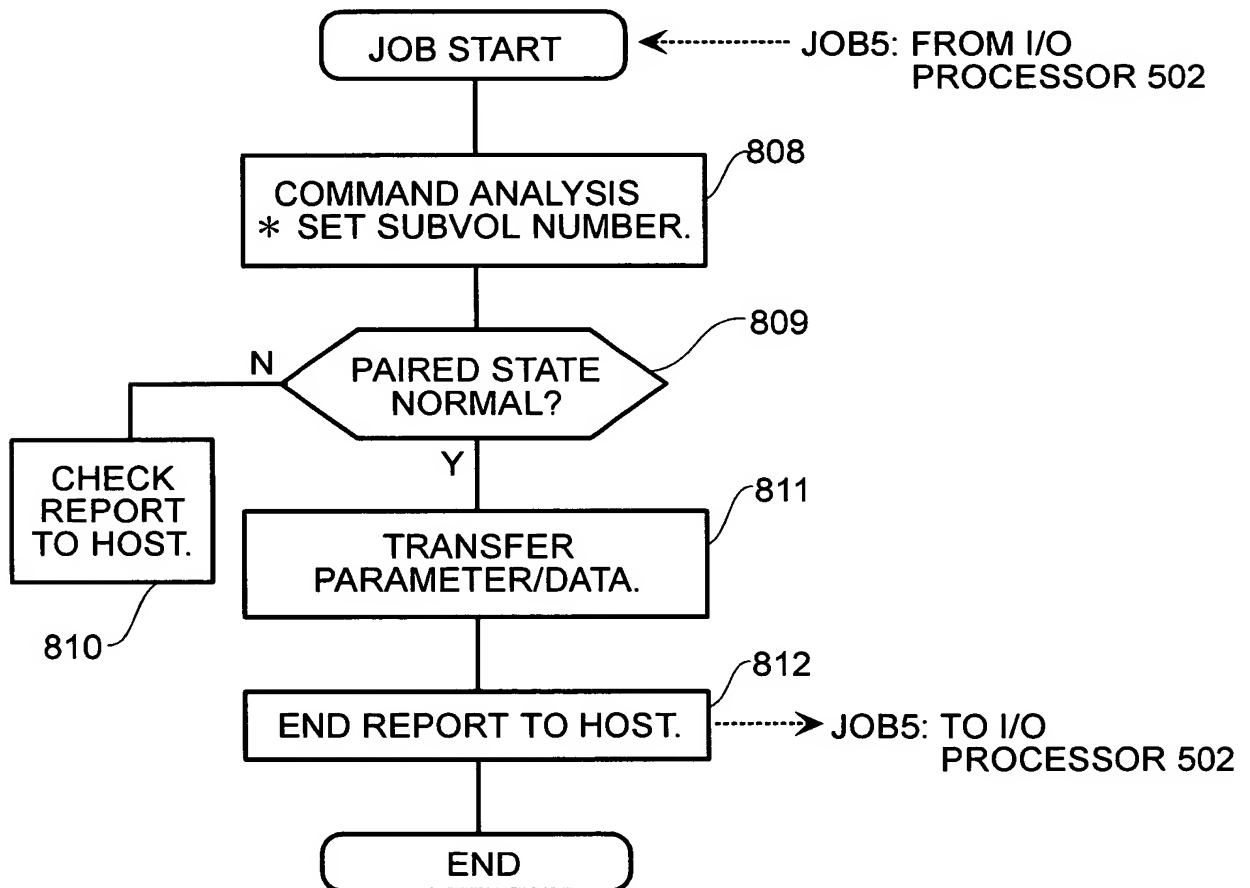 JOB START
JOB5: FROM I/O
PROCESSOR 502
808
COMMAND ANALYSIS
* SET SUBVOL NUMBER.
809
N
PAIRED STATE
NORMAL?
Y
CHECK
REPORT
TO HOST.
810
811
TRANSFER
PARAMETER/DATA.
812
END REPORT TO HOST.
JOB5: TO I/O
PROCESSOR 502
END